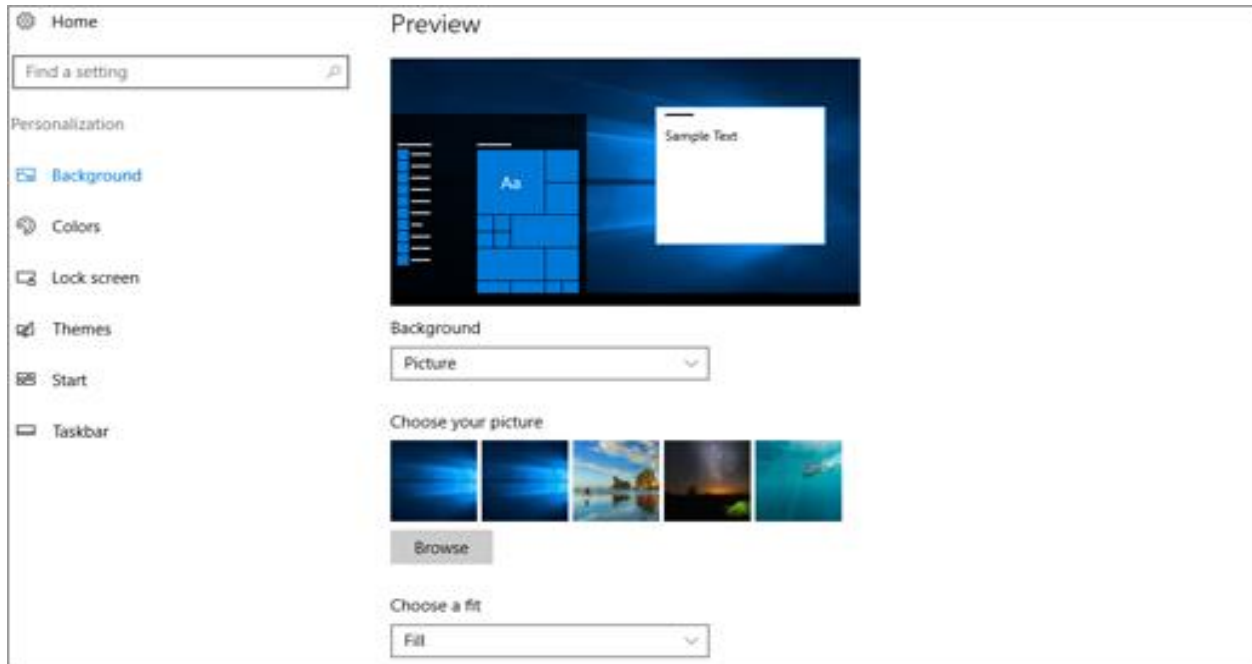 Home
Find a setting
Personalization
Background
Colors
Lock screen
Themes
Start
Taskbar
Preview
Sample Text
Aa
Background
Picture
Choose your picture
Browse
Choose a fit
Fill